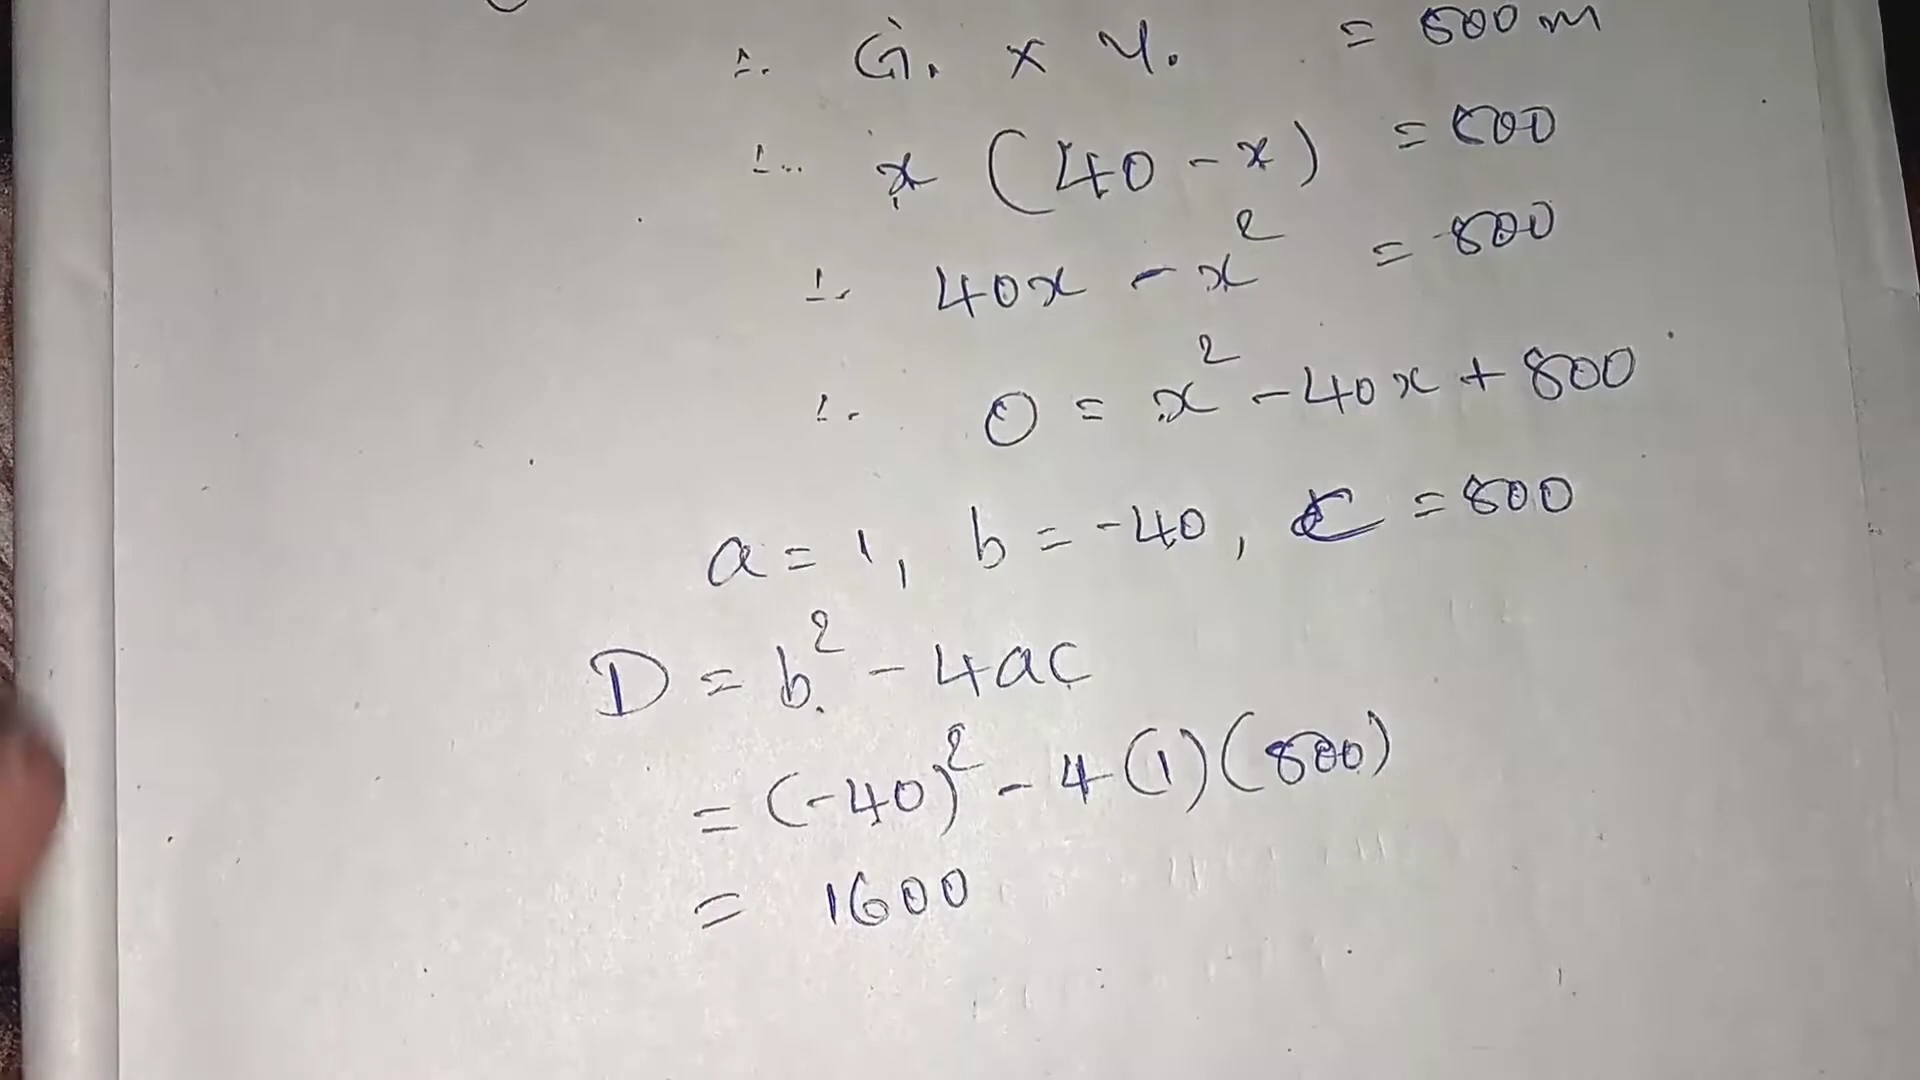 ∴ G. × Y. = 800 m
∴ x (40 - x) = 800
∴ 40x - x² = 800
∴ 0 = x² - 40x + 800
a = 1, b = -40, c = 800
D = b² - 4ac
= (-40)² - 4(1)(800)
= 1600